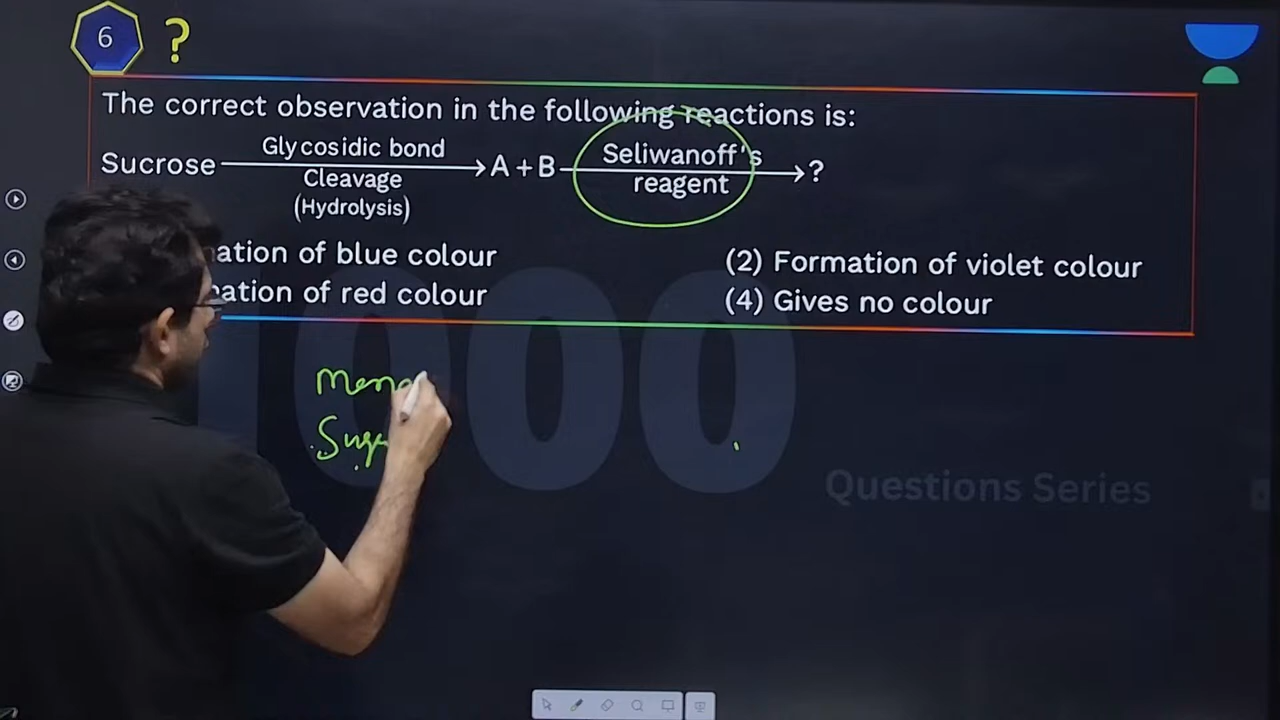 6 ?
The correct observation in the following reactions is:
Sucrose Glycosidic bond Cleavage (Hydrolysis) A + B Seliwanoff's reagent ?
ation of blue colour
(2) Formation of violet colour
ation of red colour
(4) Gives no colour
1000
Questions Series